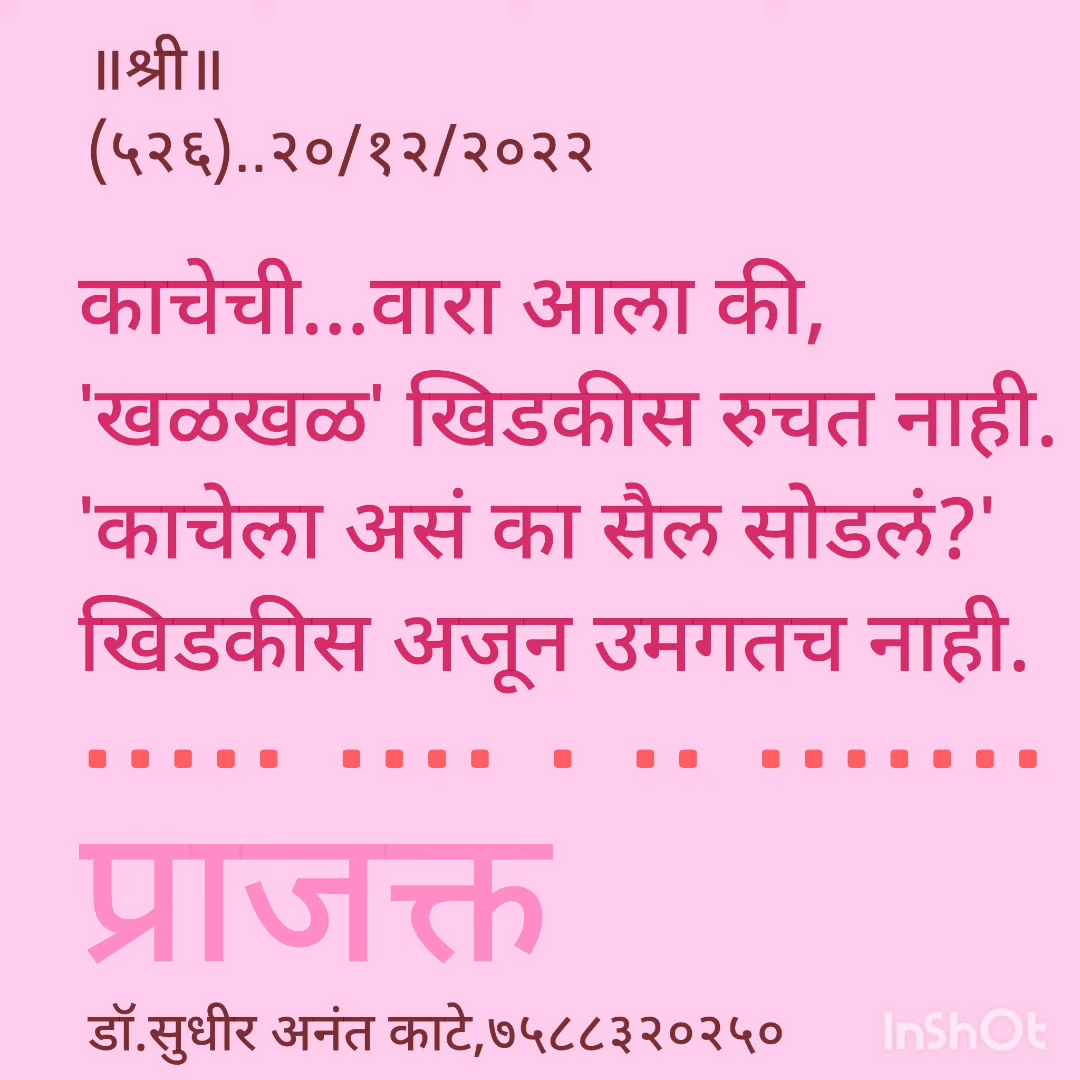 ॥श्री॥
(५२६)..२०/१२/२०२२
काचेची...वारा आला की,
'खळखळ' खिडकीस रुचत नाही.
'काचेला असं का सैल सोडलं?'
खिडकीस अजून उमगतच नाही.
..... .... . .. .......
प्राजक्त
डॉ.सुधीर अनंत काटे,७५८८३२०२५०
InShOt